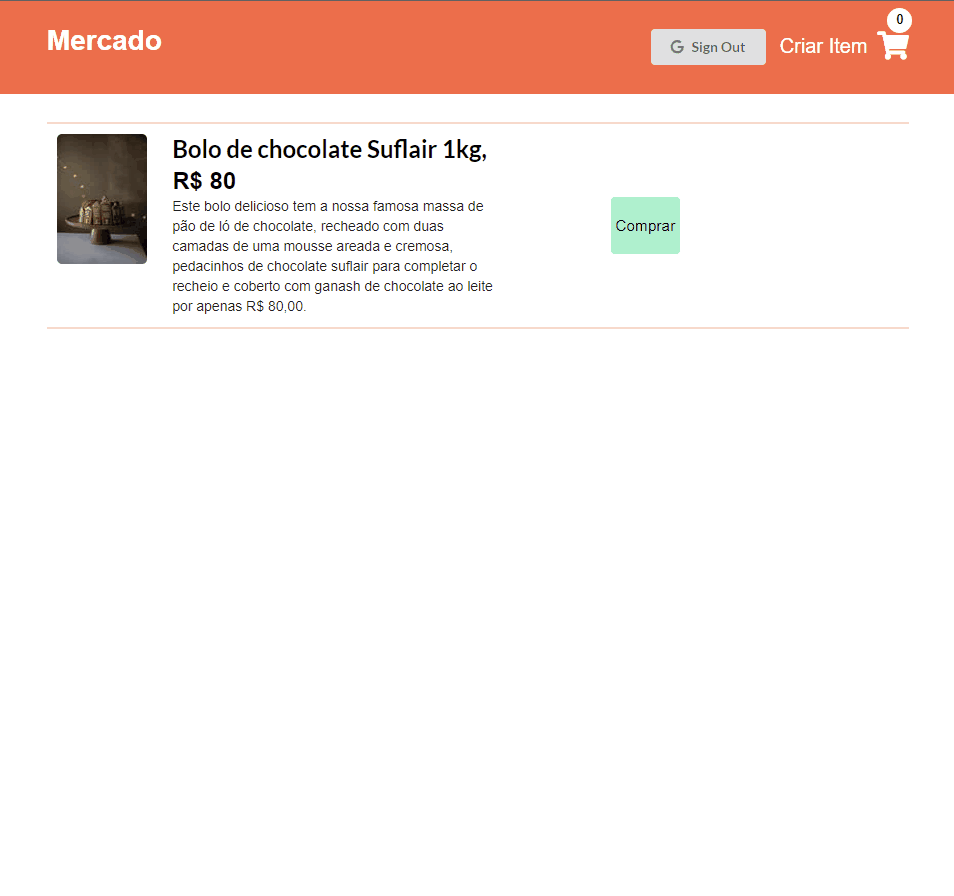 Mercado
Sign Out
Criar Item
0
Bolo de chocolate Suflair 1kg,
R$ 80
Este bolo delicioso tem a nossa famosa massa de
pão de ló de chocolate, recheado com duas
camadas de uma mousse areada e cremosa,
pedacinhos de chocolate suflair para completar o
recheio e coberto com ganash de chocolate ao leite
por apenas R$ 80,00.
Comprar